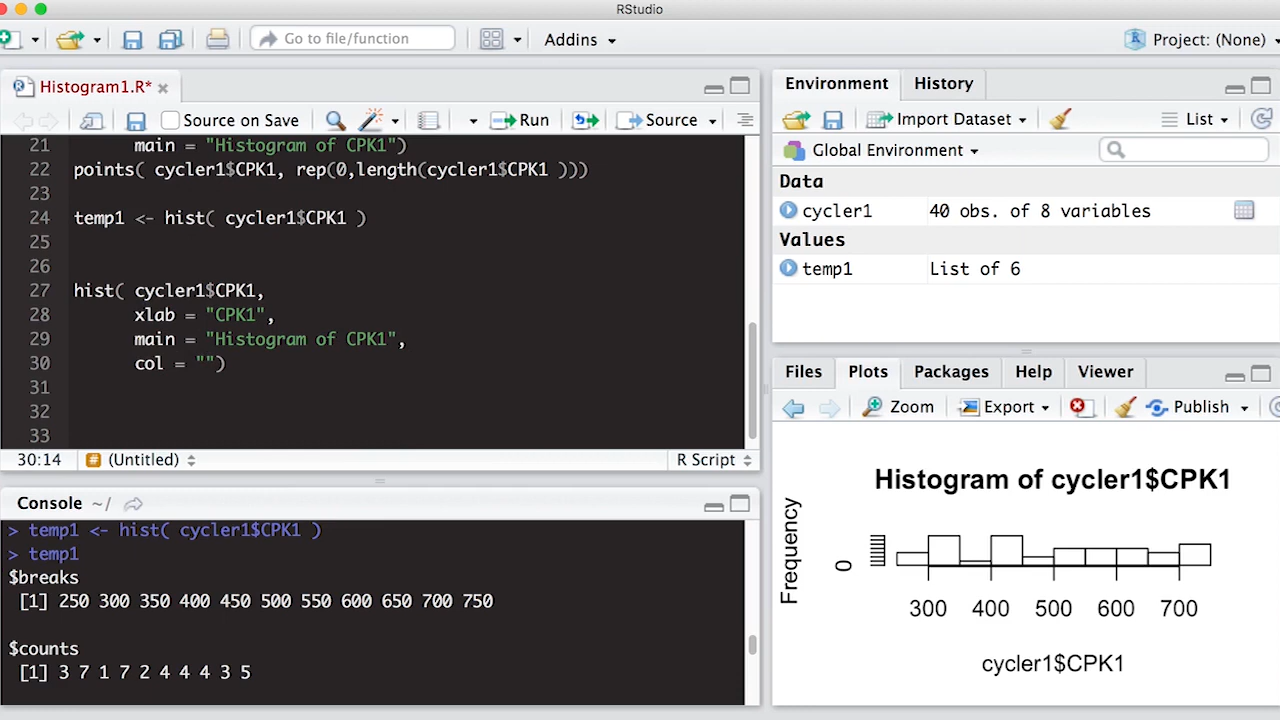 RStudio
Go to file/function
Addins
Project: (None)
Histogram1.R*
Source on Save
Run
Source
21 main = "Histogram of CPK1")
22 points( cycler1$CPK1, rep(0,length(cycler1$CPK1 )))
23
24 temp1 <- hist( cycler1$CPK1 )
25
26
27 hist( cycler1$CPK1,
28 xlab = "CPK1",
29 main = "Histogram of CPK1",
30 col = "")
31
32
33
30:14 (Untitled) R Script
Console ~/
> temp1 <- hist( cycler1$CPK1 )
> temp1
$breaks
[1] 250 300 350 400 450 500 550 600 650 700 750
$counts
[1] 3 7 1 7 2 4 4 4 3 5
Environment History
Import Dataset List
Global Environment
Data
cycler1 40 obs. of 8 variables
Values
temp1 List of 6
Files Plots Packages Help Viewer
Zoom Export Publish
Histogram of cycler1$CPK1
Frequency
0
300 400 500 600 700
cycler1$CPK1